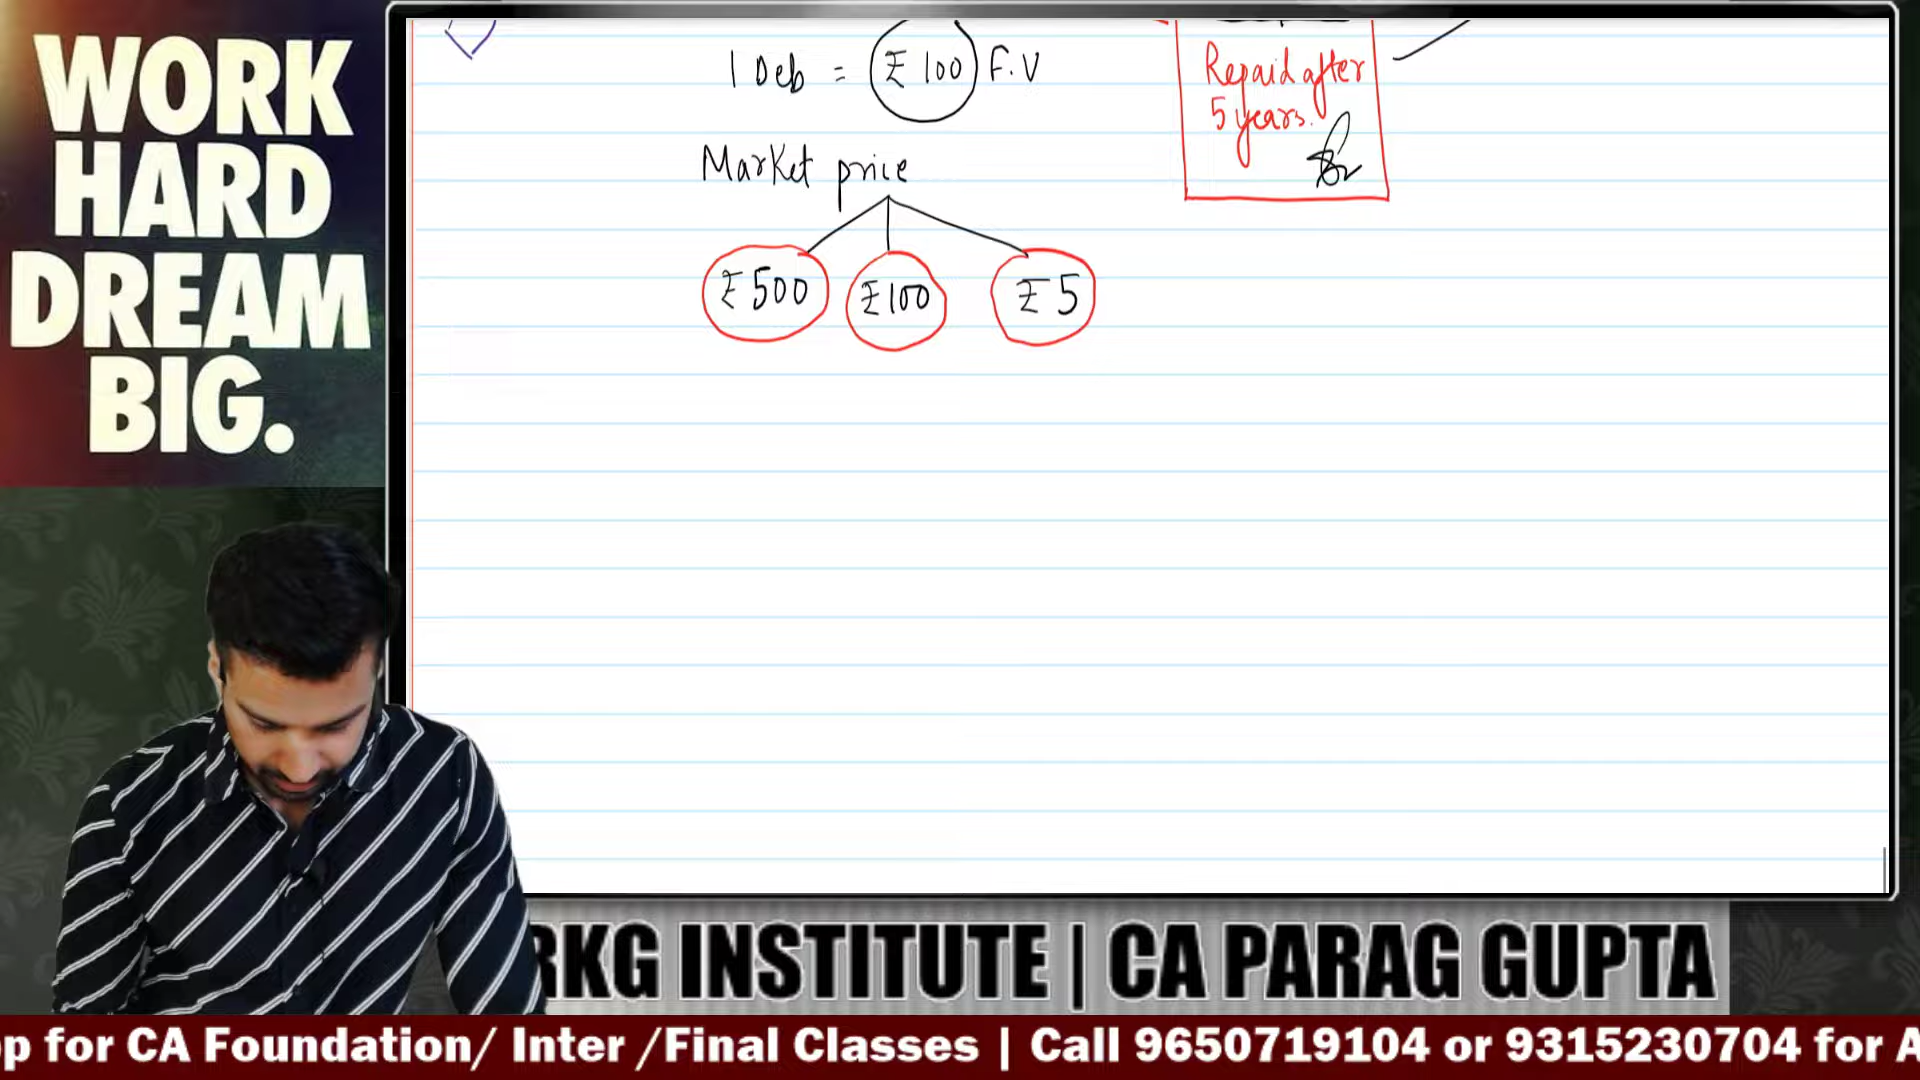 WORK
HARD
DREAM
BIG.
1 Deb = ₹ 100 F.V
Repaid after
5 years.
Market price
₹ 500 ₹ 100 ₹ 5
RKG INSTITUTE | CA PARAG GUPTA
p for CA Foundation/ Inter /Final Classes | Call 9650719104 or 9315230704 for A